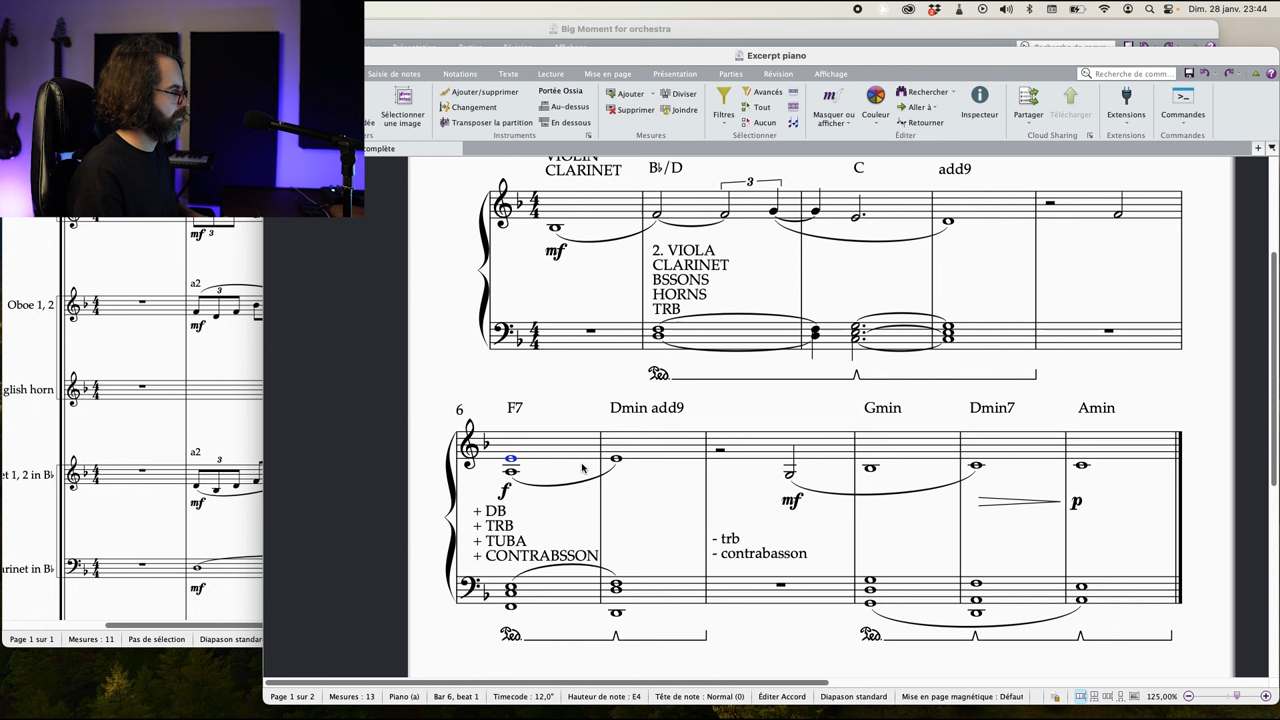 Dim. 28 janv. 23:44
Big Moment for orchestra
Excerpt piano
Saisie de notes Notations Texte Lecture Mise en page Présentation Parties Révision Affichage
Recherche de comm...
Sélectionner une image
Ajouter/supprimer
Changement
Transposer la partition
Instruments
Portée Ossia
Au-dessus
En dessous
Ajouter
Supprimer
Diviser
Joindre
Mesures
Filtres
Avancés
Tout
Aucun
Sélectionner
Masquer ou afficher
Couleur
Rechercher
Aller à
Retourner
Éditer
Inspecteur
Partager
Télécharger
Cloud Sharing
Extensions
Extensions
Commandes
Commandes
complète
VIOLIN
CLARINET
B♭/D
C
add9
3
mf
2. VIOLA
CLARINET
BSSONS
HORNS
TRB
Ped.
6
F7
Dmin add9
Gmin
Dmin7
Amin
f
mf
p
+ DB
+ TRB
+ TUBA
+ CONTRABSSON
- trb
- contrabasson
Ped.
Ped.
mf 3
Oboe 1, 2
a2
3
mf
glish horn
et 1, 2 in B♭
a2
3
mf
arinet in B♭
mf
Page 1 sur 1 Mesures : 11 Pas de sélection Diapason standar
Page 1 sur 2 Mesures : 13 Piano (a) Bar 6, beat 1 Timecode : 12,0" Hauteur de note : E4 Tête de note : Normal (0) Éditer Accord Diapason standard Mise en page magnétique : Défaut 125,00%